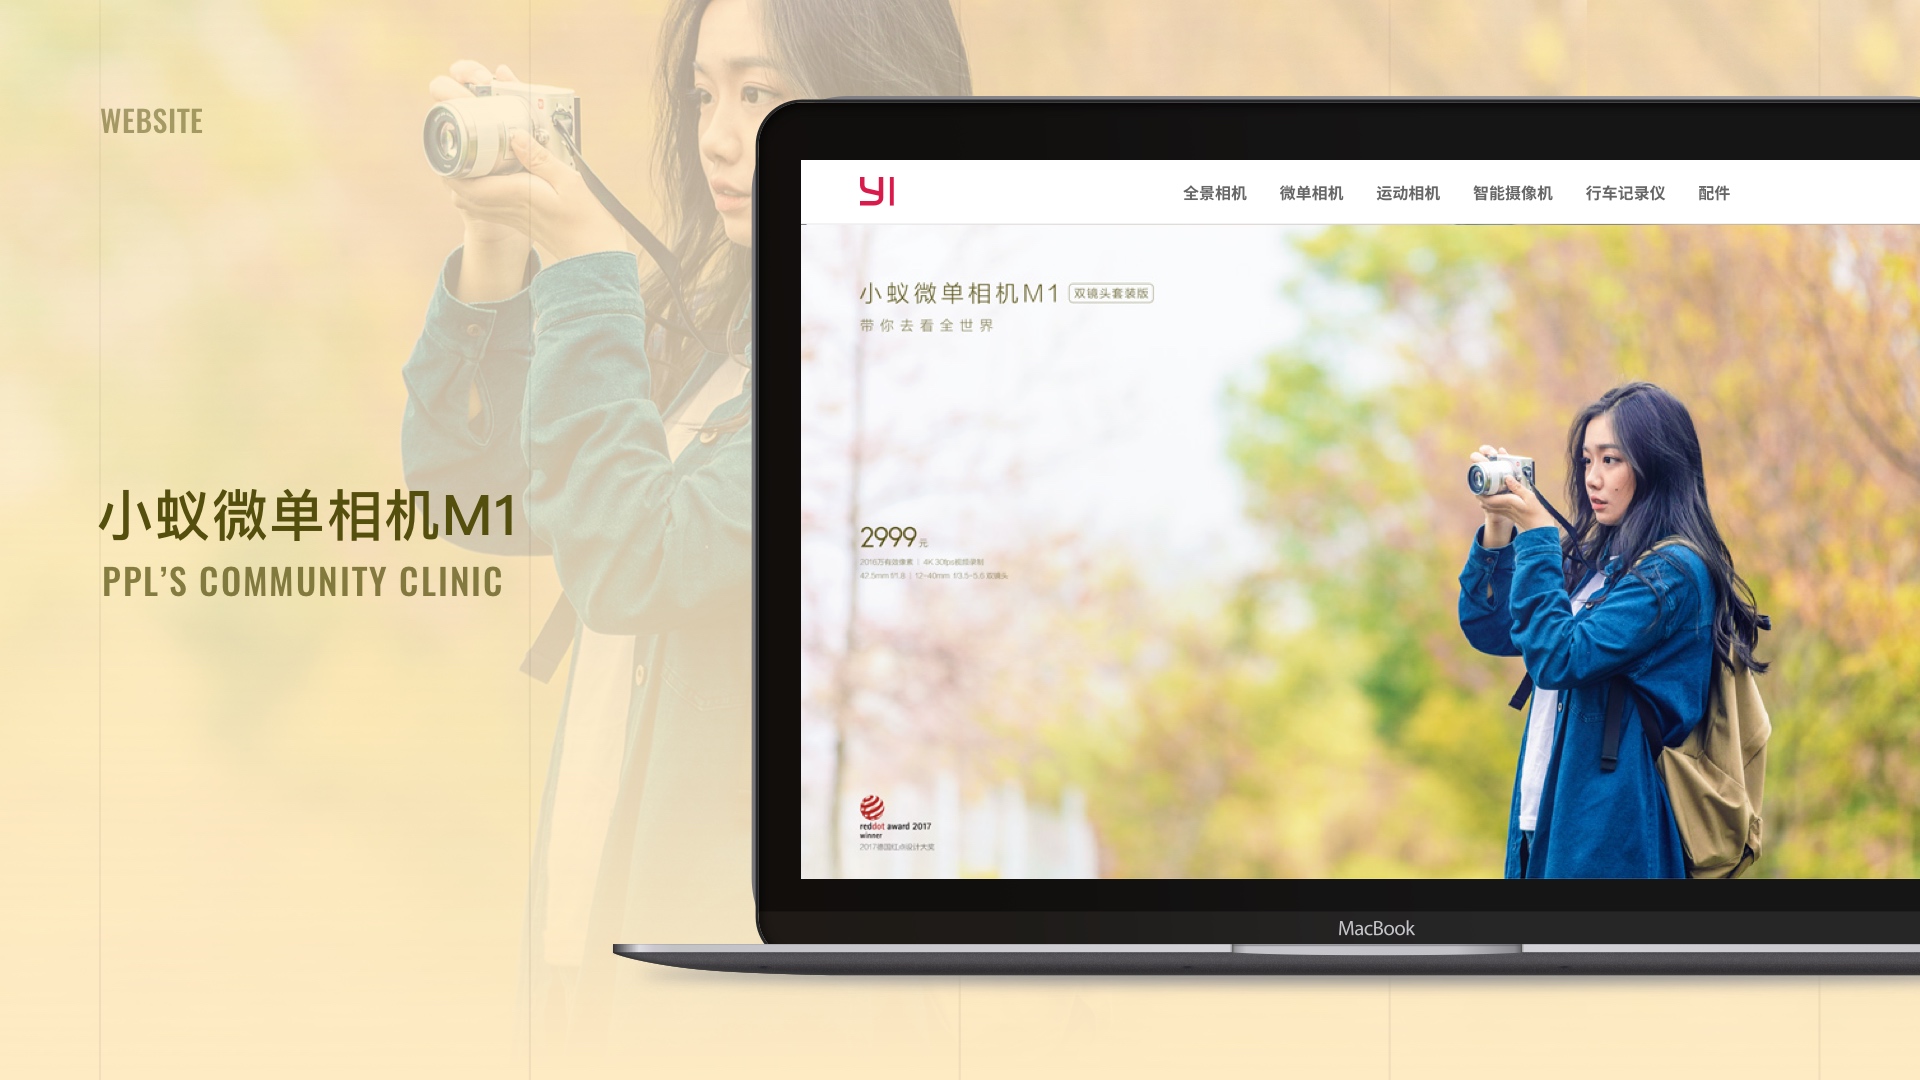 WEBSITE
小蚁微单相机M1
PPL'S COMMUNITY CLINIC
YI
全景相机 微单相机 运动相机 智能摄像机 行车记录仪 配件
小蚁微单相机M1 双镜头套装版
带你去看全世界
2999元
2016万有效像素 | 4K 30fps视频录制
42.5mm f/1.8 | 12-40mm f/3.5-5.6 双镜头
reddot award 2017
winner
2017德国红点设计大奖
MacBook